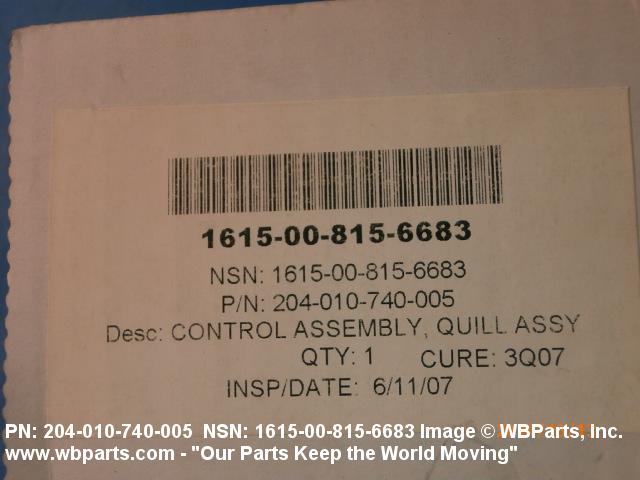 1615-00-815-6683
NSN: 1615-00-815-6683
P/N: 204-010-740-005
Desc: CONTROL ASSEMBLY, QUILL ASSY
QTY: 1 CURE: 3Q07
INSP/DATE: 6/11/07
PN: 204-010-740-005 NSN: 1615-00-815-6683 Image © WBParts, Inc.
www.wbparts.com - "Our Parts Keep the World Moving"